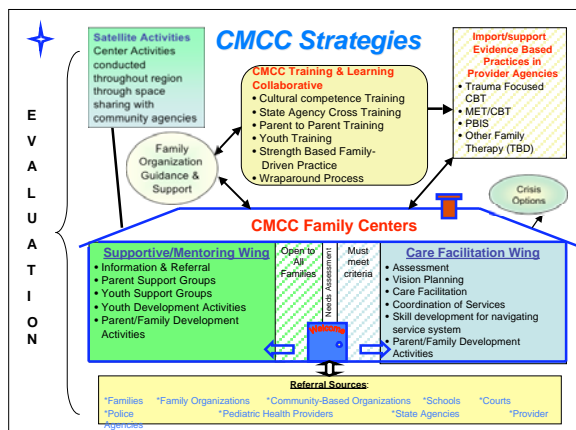 CMCC Strategies
Satellite Activities
Center Activities
conducted
throughout region
through space
sharing with
community agencies
CMCC Training & Learning
Collaborative
• Cultural competence Training
• State Agency Cross Training
• Parent to Parent Training
• Youth Training
• Strength Based Family-
Driven Practice
• Wraparound Process
Import/support
Evidence Based
Practices in
Provider Agencies
• Trauma Focused
CBT
• MET/CBT
• PBIS
• Other Family
Therapy (TBD)
EVALUATION
Family
Organization
Guidance &
Support
Crisis
Options
CMCC Family Centers
Supportive/Mentoring Wing
• Information & Referral
• Parent Support Groups
• Youth Support Groups
• Youth Development Activities
• Parent/Family Development
Activities
Open to
All
Families
Needs Assessment
Must
meet
criteria
Welcome
Care Facilitation Wing
• Assessment
• Vision Planning
• Care Facilitation
• Coordination of Services
• Skill development for navigating
service system
• Parent/Family Development
Activities
Referral Sources:
*Families *Family Organizations *Community-Based Organizations *Schools *Courts
*Police *Pediatric Health Providers *State Agencies *Provider
Agencies